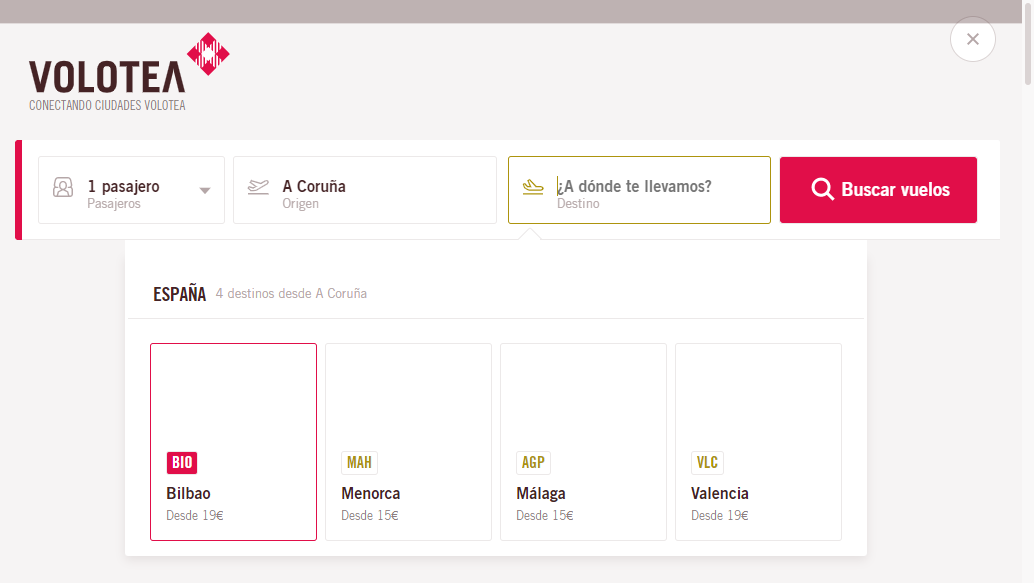 VOLOTEA
CONECTANDO CIUDADES VOLOTEA
1 pasajero
Pasajeros
A Coruña
Origen
¿A dónde te llevamos?
Destino
Buscar vuelos
ESPAÑA 4 destinos desde A Coruña
BIO
Bilbao
Desde 19€
MAH
Menorca
Desde 15€
AGP
Málaga
Desde 15€
VLC
Valencia
Desde 19€